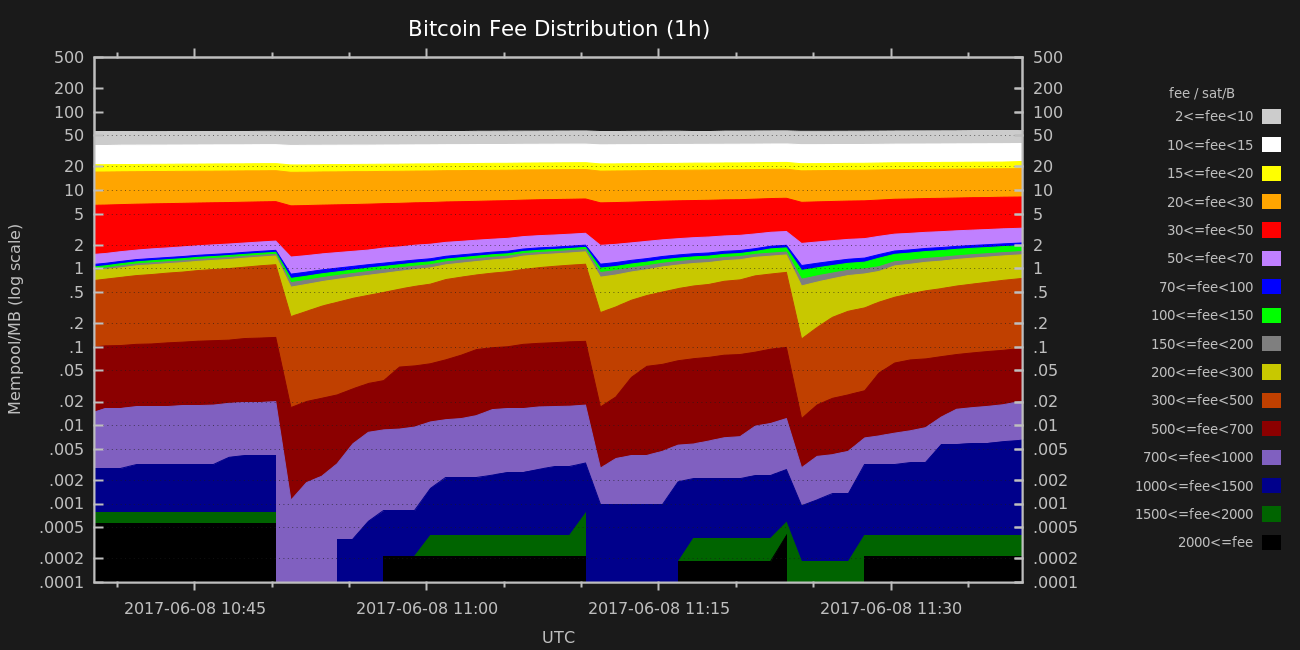 Bitcoin Fee Distribution (1h)
500
200
100
50
20
10
5
2
1
.5
.2
.1
.05
.02
.01
.005
.002
.001
.0005
.0002
.0001
Mempool/MB (log scale)
500
200
100
50
20
10
5
2
1
.5
.2
.1
.05
.02
.01
.005
.002
.001
.0005
.0002
.0001
2017-06-08 10:45
2017-06-08 11:00
2017-06-08 11:15
2017-06-08 11:30
UTC
fee / sat/B
2<=fee<10
10<=fee<15
15<=fee<20
20<=fee<30
30<=fee<50
50<=fee<70
70<=fee<100
100<=fee<150
150<=fee<200
200<=fee<300
300<=fee<500
500<=fee<700
700<=fee<1000
1000<=fee<1500
1500<=fee<2000
2000<=fee